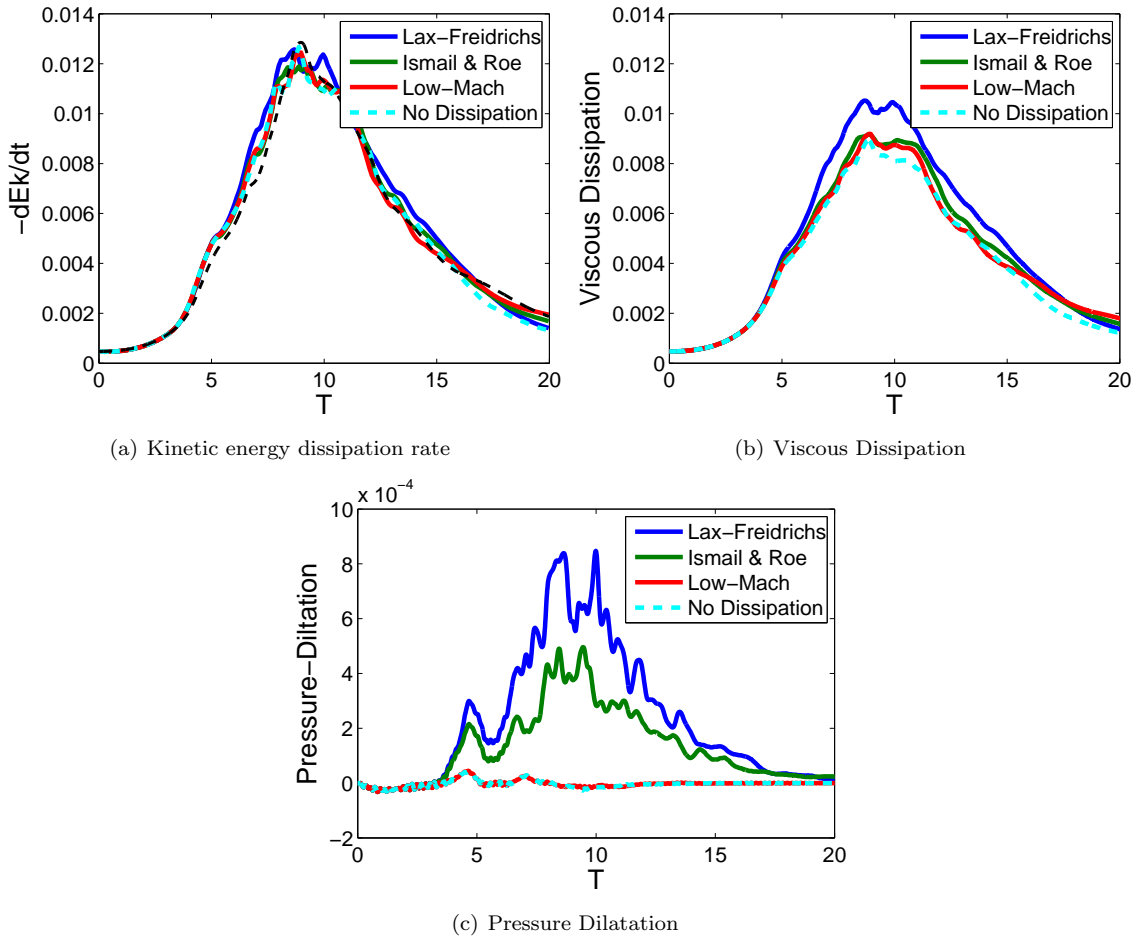 0.014
0.012
0.01
0.008
0.006
0.004
0.002
0
0 5 10 15 20
-dEk/dt
T
Lax-Freidrichs
Ismail & Roe
Low-Mach
No Dissipation
(a) Kinetic energy dissipation rate
0.014
0.012
0.01
0.008
0.006
0.004
0.002
0
0 5 10 15 20
Viscous Dissipation
T
Lax-Freidrichs
Ismail & Roe
Low-Mach
No Dissipation
(b) Viscous Dissipation
x 10⁻⁴
10
8
6
4
2
0
−2
0 5 10 15 20
Pressure-Diltation
T
Lax-Freidrichs
Ismail & Roe
Low-Mach
No Dissipation
(c) Pressure Dilatation